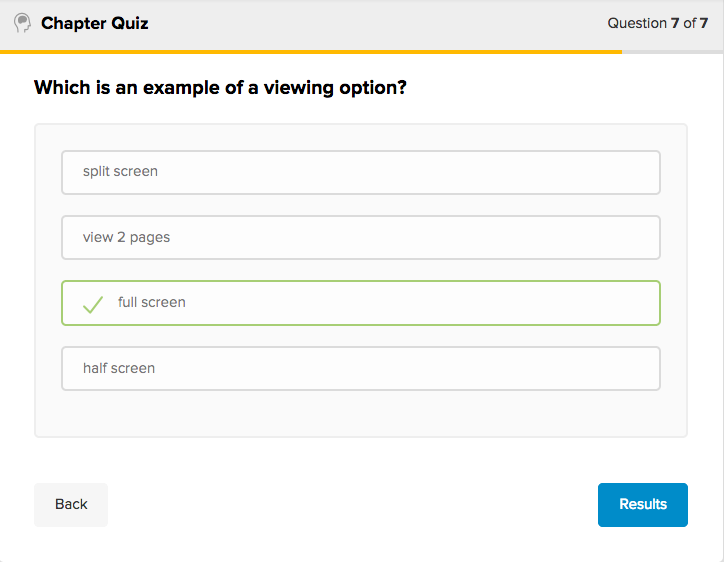 Chapter Quiz
Question 7 of 7
Which is an example of a viewing option?
split screen
view 2 pages
full screen
half screen
Back
Results